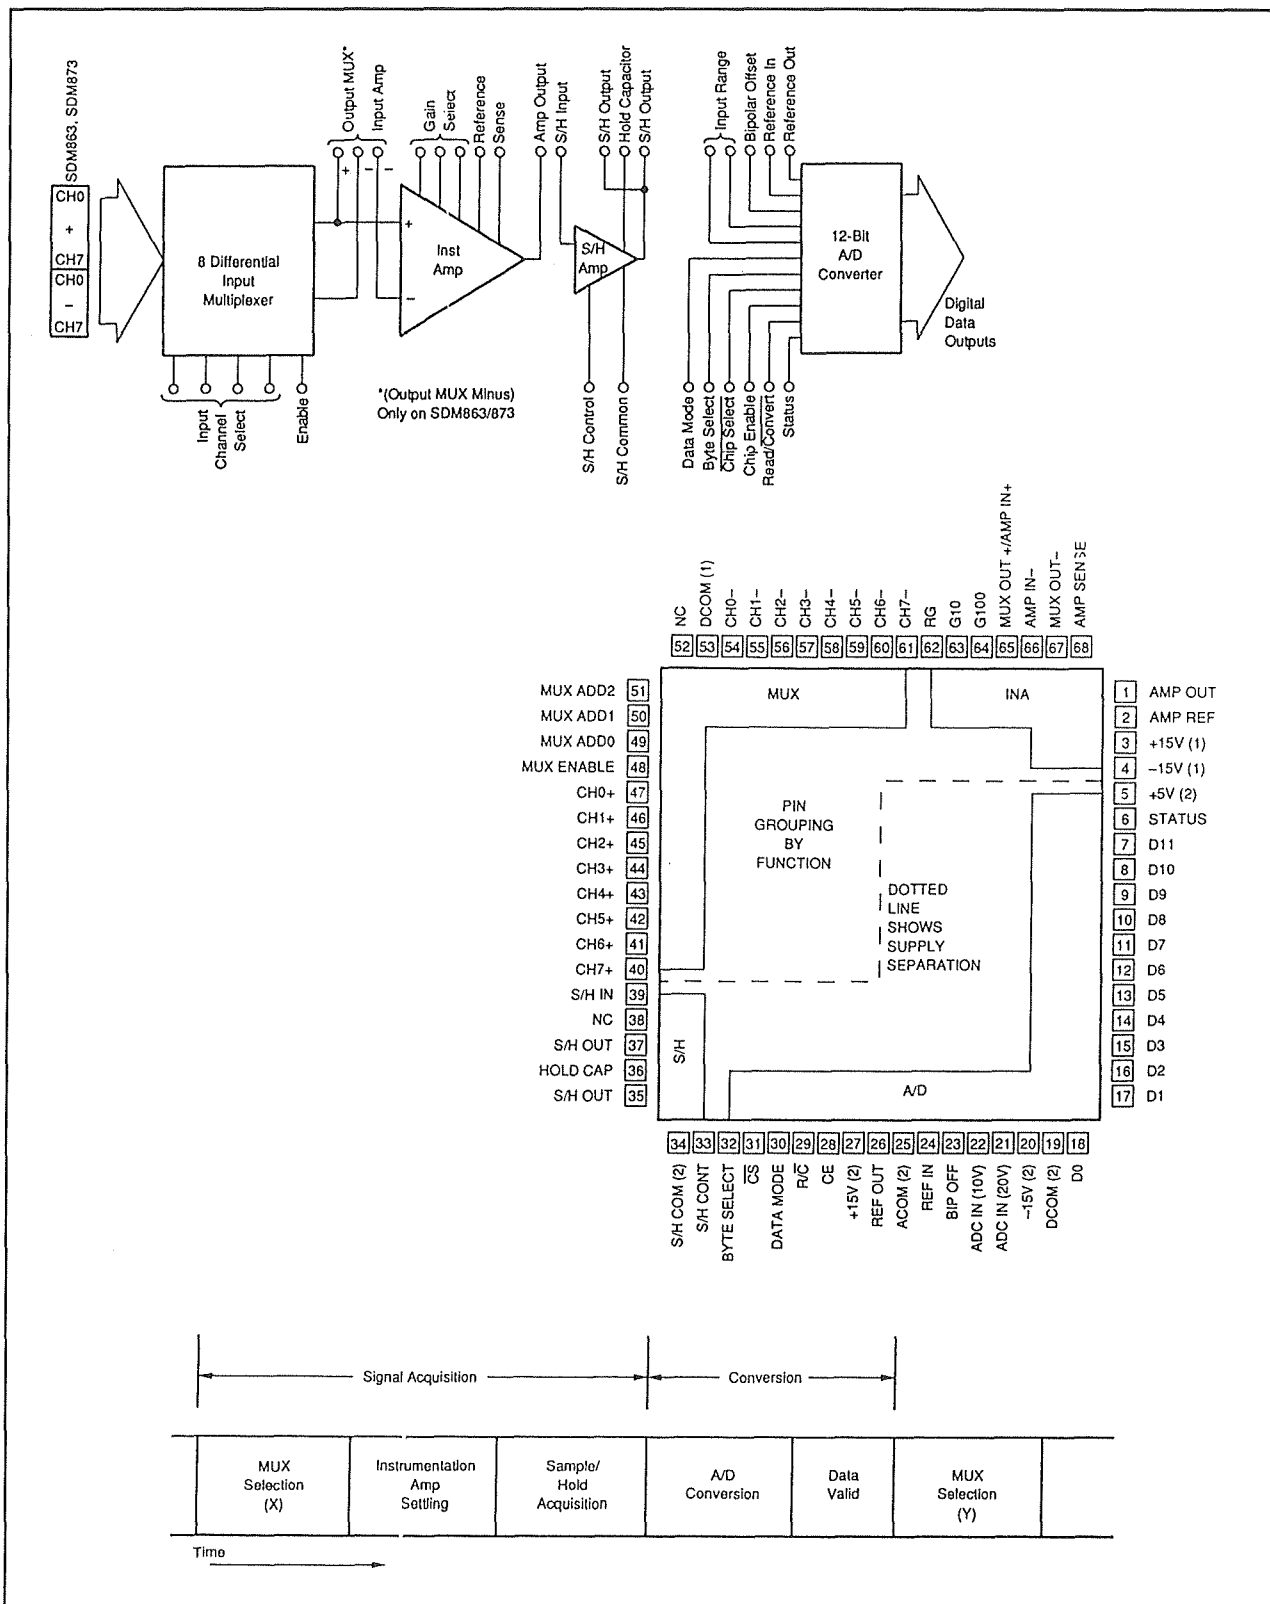 SDM863, SDM873
CH0
+
CH7
CH0
–
CH7
8 Differential
Input
Multiplexer
Output MUX*
Input Amp
+
–
–
Gain
Select
Reference
Sense
Amp Output
S/H Input
S/H Output
Hold Capacitor
S/H Output
Input Range
Bipolar Offset
Reference In
Reference Out
+
Inst
Amp
–
S/H
Amp
12-Bit
A/D
Converter
Digital
Data
Outputs
Input
Channel
Select
Enable
*(Output MUX Minus)
Only on SDM863/873
S/H Control
S/H Common
Data Mode
Byte Select
Chip Select
Chip Enable
Read/Convert
Status
NC
DCOM (1)
CH0–
CH1–
CH2–
CH3–
CH4–
CH5–
CH6–
CH7–
RG
G10
G100
MUX OUT +/AMP IN+
AMP IN–
MUX OUT–
AMP SENSE
52 53 54 55 56 57 58 59 60 61 62 63 64 65 66 67 68
MUX ADD2 51
MUX ADD1 50
MUX ADD0 49
MUX ENABLE 48
CH0+ 47
CH1+ 46
CH2+ 45
CH3+ 44
CH4+ 43
CH5+ 42
CH6+ 41
CH7+ 40
S/H IN 39
NC 38
S/H OUT 37
HOLD CAP 36
S/H OUT 35
MUX
INA
PIN
GROUPING
BY
FUNCTION
DOTTED
LINE
SHOWS
SUPPLY
SEPARATION
S/H
A/D
1 AMP OUT
2 AMP REF
3 +15V (1)
4 –15V (1)
5 +5V (2)
6 STATUS
7 D11
8 D10
9 D9
10 D8
11 D7
12 D6
13 D5
14 D4
15 D3
16 D2
17 D1
34 33 32 31 30 29 28 27 26 25 24 23 22 21 20 19 18
S/H COM (2)
S/H CONT
BYTE SELECT
CS
DATA MODE
R/C
CE
+15V (2)
REF OUT
ACOM (2)
REF IN
BIP OFF
ADC IN (10V)
ADC IN (20V)
–15V (2)
DCOM (2)
D0
Signal Acquisition
Conversion
MUX
Selection
(X)
Instrumentation
Amp
Settling
Sample/
Hold
Acquisition
A/D
Conversion
Data
Valid
MUX
Selection
(Y)
Time